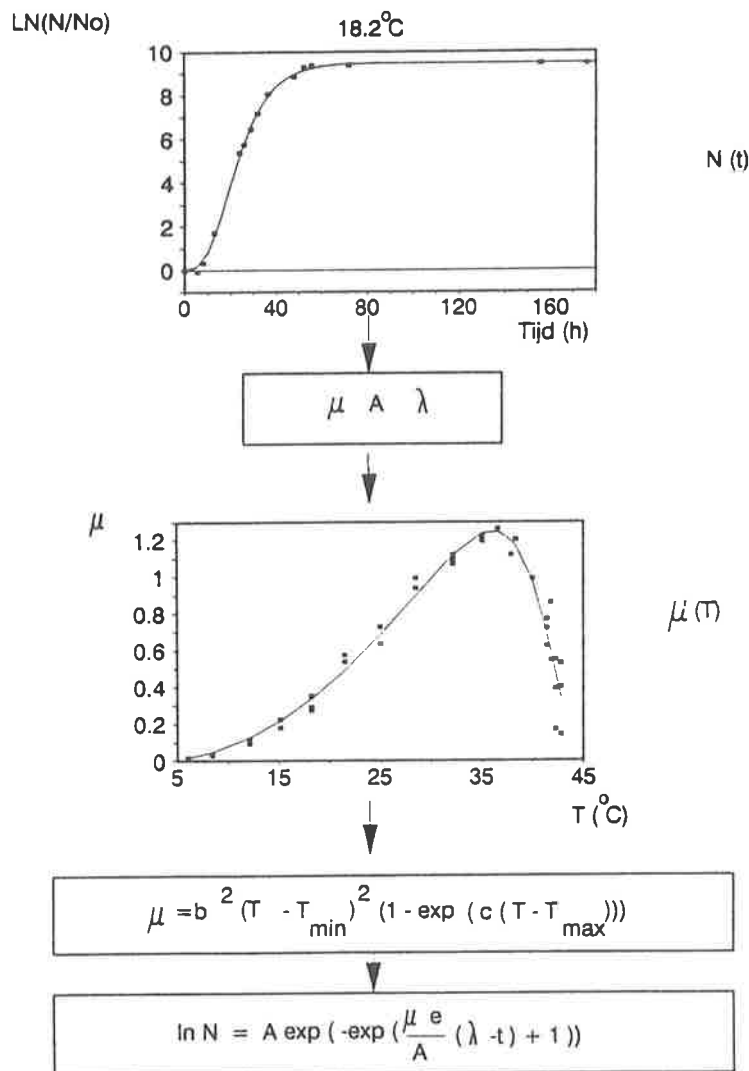 LN(N/No)
18.2°C
10
8
6
4
2
0
0 40 80 120 160
Tijd (h)
N (t)
μ A λ
μ
1.2
1
0.8
0.6
0.4
0.2
0
5 15 25 35 45
T (°C)
μ (T)
μ = b² (T - T_min)² (1 - exp (c (T - T_max)))
ln N = A exp (-exp (μ e / A (λ - t) + 1))